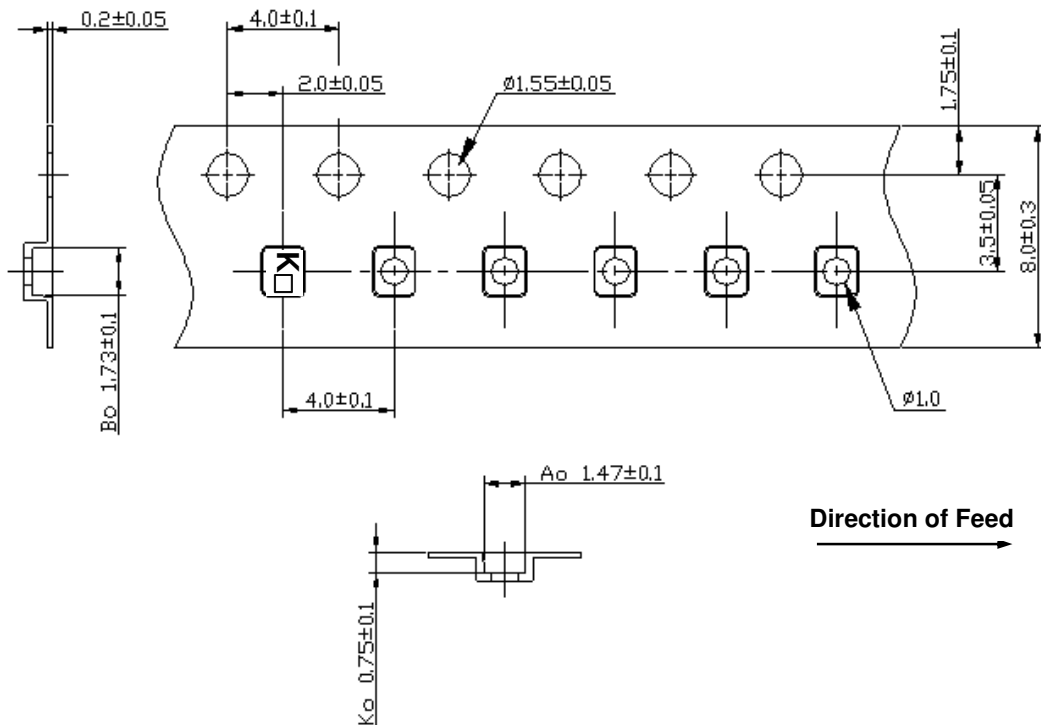 0.2±0.05
4.0±0.1
2.0±0.05
ø1.55±0.05
1.75±0.1
3.5±0.05
8.0±0.3
K□
Bo 1.73±0.1
4.0±0.1
ø1.0
Ao 1.47±0.1
Direction of Feed
Ko 0.75±0.1